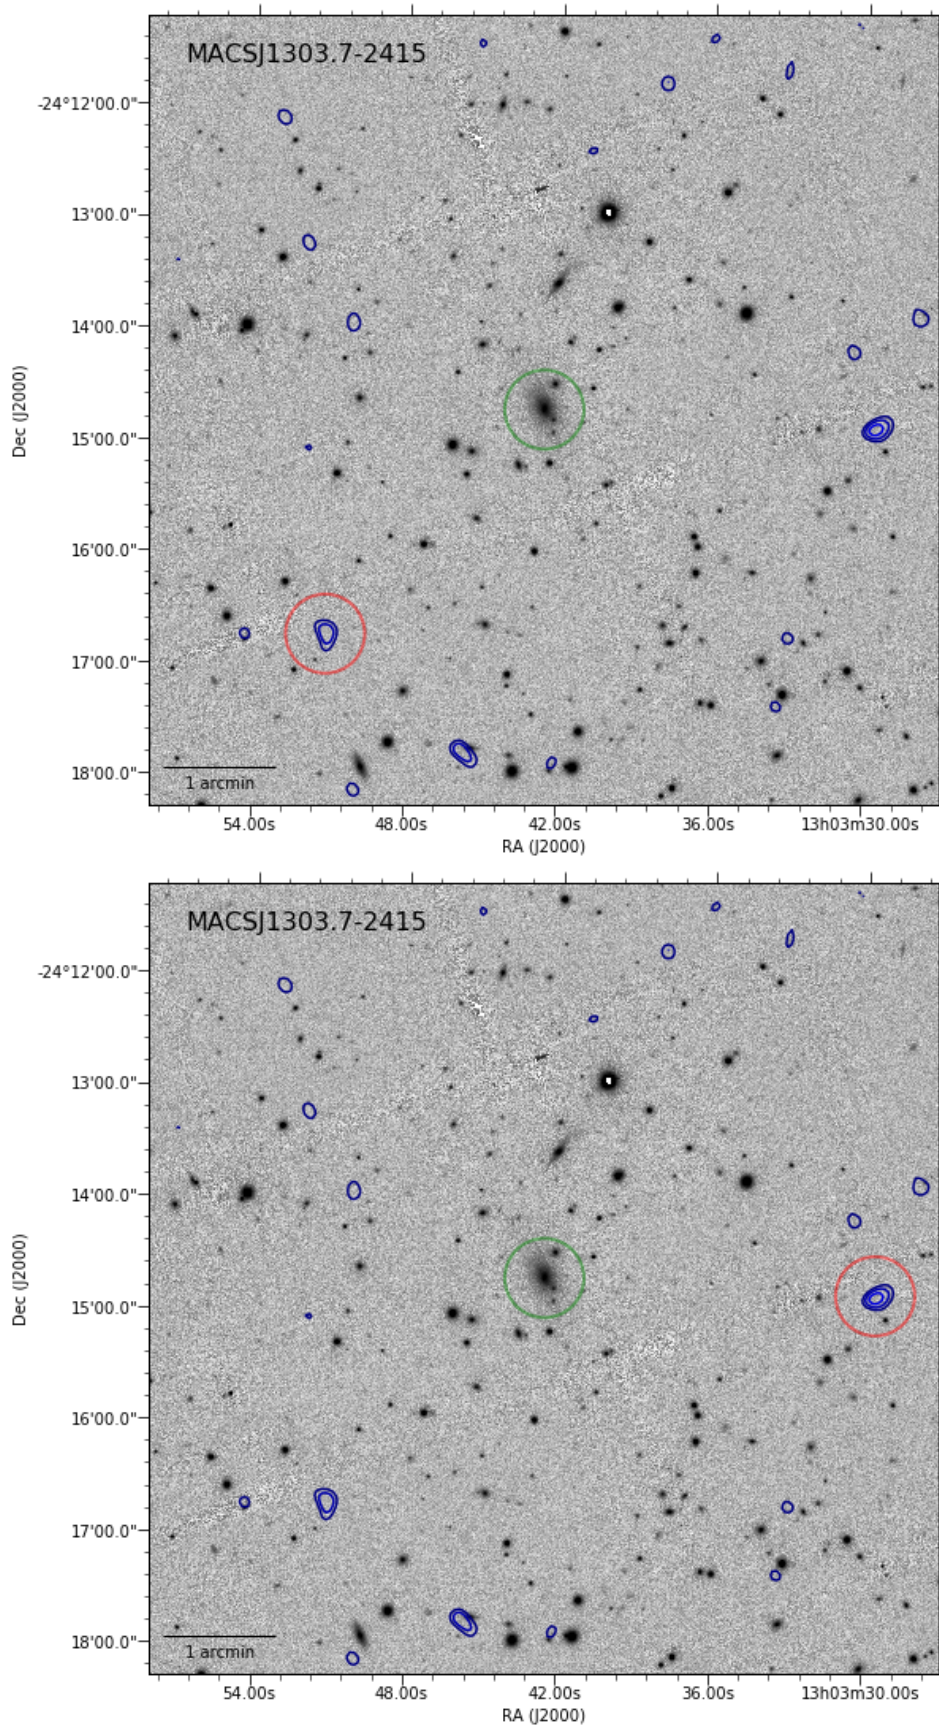 MACSJ1303.7-2415
-24°12'00.0"
13'00.0"
14'00.0"
15'00.0"
16'00.0"
17'00.0"
18'00.0"
Dec (J2000)
1 arcmin
54.00s 48.00s 42.00s 36.00s 13h03m30.00s
RA (J2000)
MACSJ1303.7-2415
-24°12'00.0"
13'00.0"
14'00.0"
15'00.0"
16'00.0"
17'00.0"
18'00.0"
Dec (J2000)
1 arcmin
54.00s 48.00s 42.00s 36.00s 13h03m30.00s
RA (J2000)